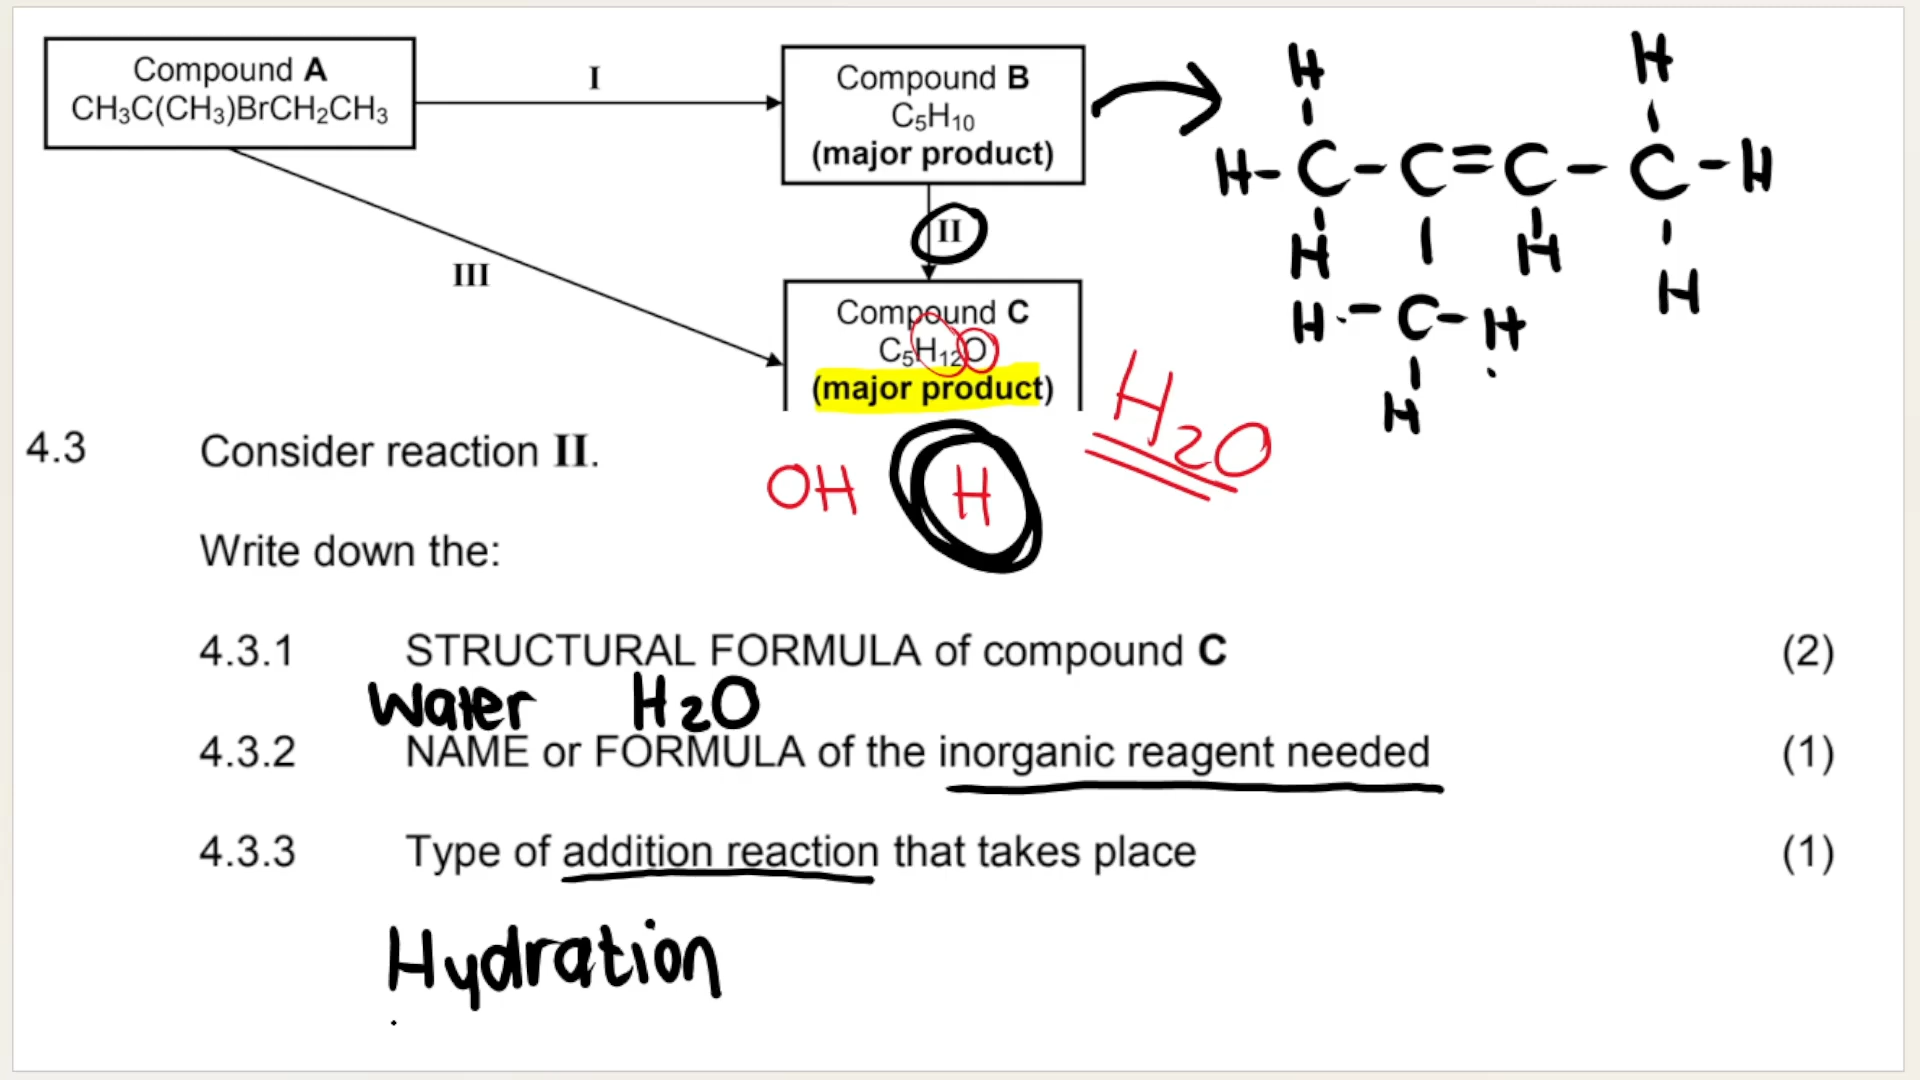 Compound A
CH₃C(CH₃)BrCH₂CH₃
I
Compound B
C₅H₁₀
(major product)
II
III
Compound C
C₅H₁₂O
(major product)
H H
H-C-C=C-C-H
H H H
H-C-H
H
H₂O
OH H
4.3 Consider reaction II.
Write down the:
4.3.1 STRUCTURAL FORMULA of compound C (2)
Water H₂O
4.3.2 NAME or FORMULA of the inorganic reagent needed (1)
4.3.3 Type of addition reaction that takes place (1)
Hydration